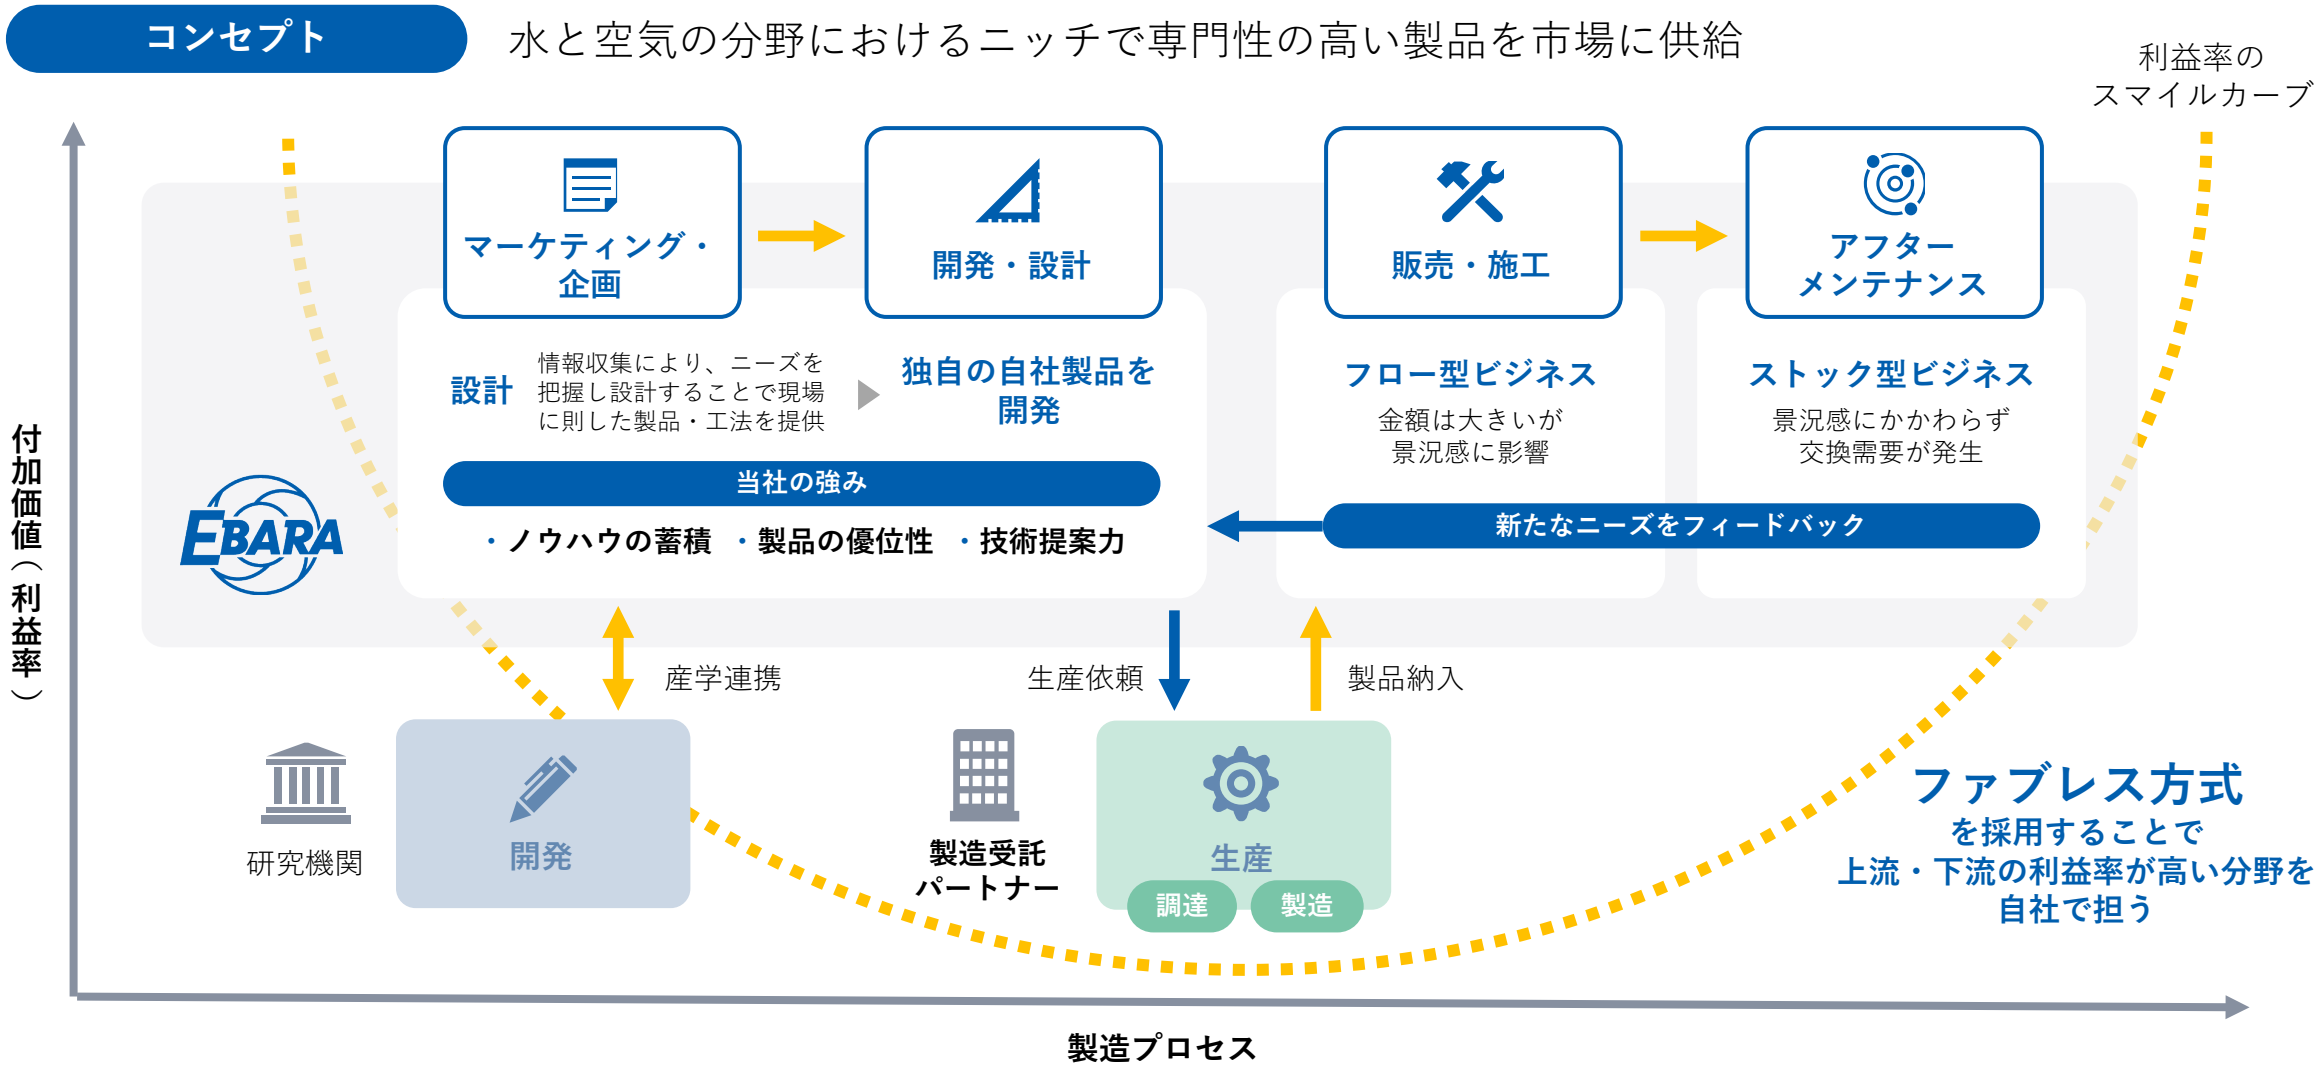 コンセプト
水と空気の分野におけるニッチで専門性の高い製品を市場に供給
利益率の
スマイルカーブ
マーケティング・
企画
開発・設計
販売・施工
アフター
メンテナンス
設計
情報収集により、ニーズを
把握し設計することで現場
に則した製品・工法を提供
独自の自社製品を
開発
フロー型ビジネス
金額は大きいが
景況感に影響
ストック型ビジネス
景況感にかかわらず
交換需要が発生
当社の強み
・ノウハウの蓄積 ・製品の優位性 ・技術提案力
新たなニーズをフィードバック
EBARA
付加価値（利益率）
産学連携
生産依頼
製品納入
研究機関
開発
製造受託
パートナー
生産
調達
製造
ファブレス方式
を採用することで
上流・下流の利益率が高い分野を
自社で担う
製造プロセス